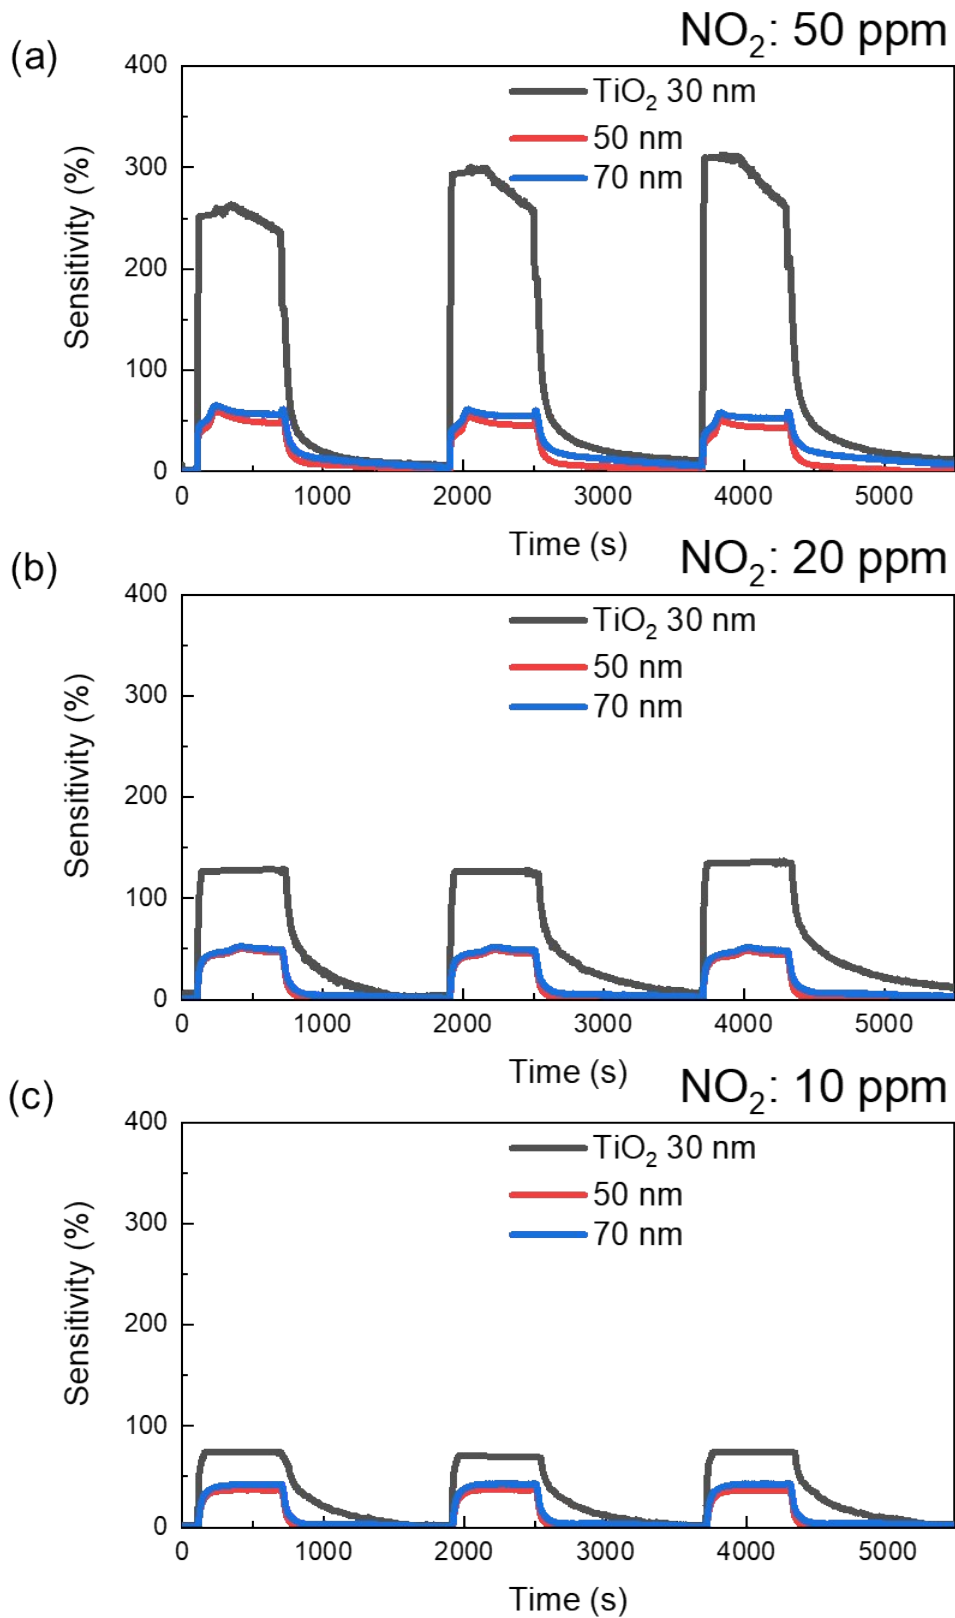 NO₂: 50 ppm
(a)
400
300
200
100
0
Sensitivity (%)
TiO₂ 30 nm
50 nm
70 nm
0 1000 2000 3000 4000 5000
Time (s)
NO₂: 20 ppm
(b)
400
300
200
100
0
Sensitivity (%)
TiO₂ 30 nm
50 nm
70 nm
0 1000 2000 3000 4000 5000
Time (s)
NO₂: 10 ppm
(c)
400
300
200
100
0
Sensitivity (%)
TiO₂ 30 nm
50 nm
70 nm
0 1000 2000 3000 4000 5000
Time (s)